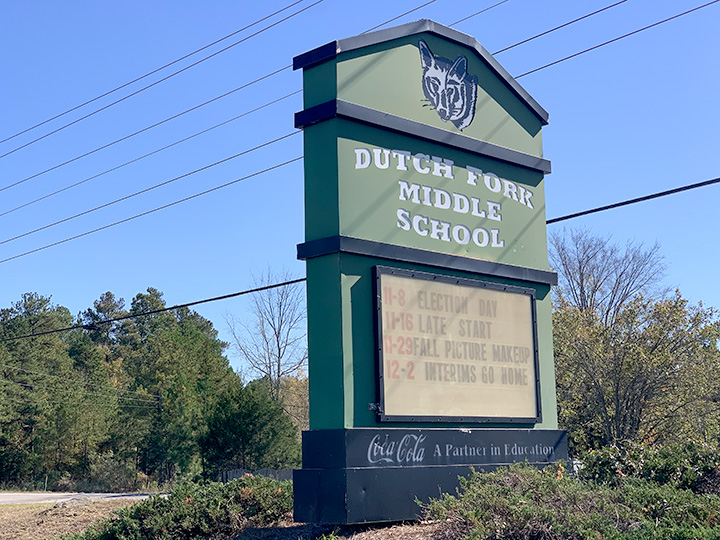 DUTCH FORK
MIDDLE
SCHOOL
11-8 ELECTION DAY
11-16 LATE START
11-29 FALL PICTURE MAKEUP
12-2 INTERIMS GO HOME
Coca-Cola A Partner in Education